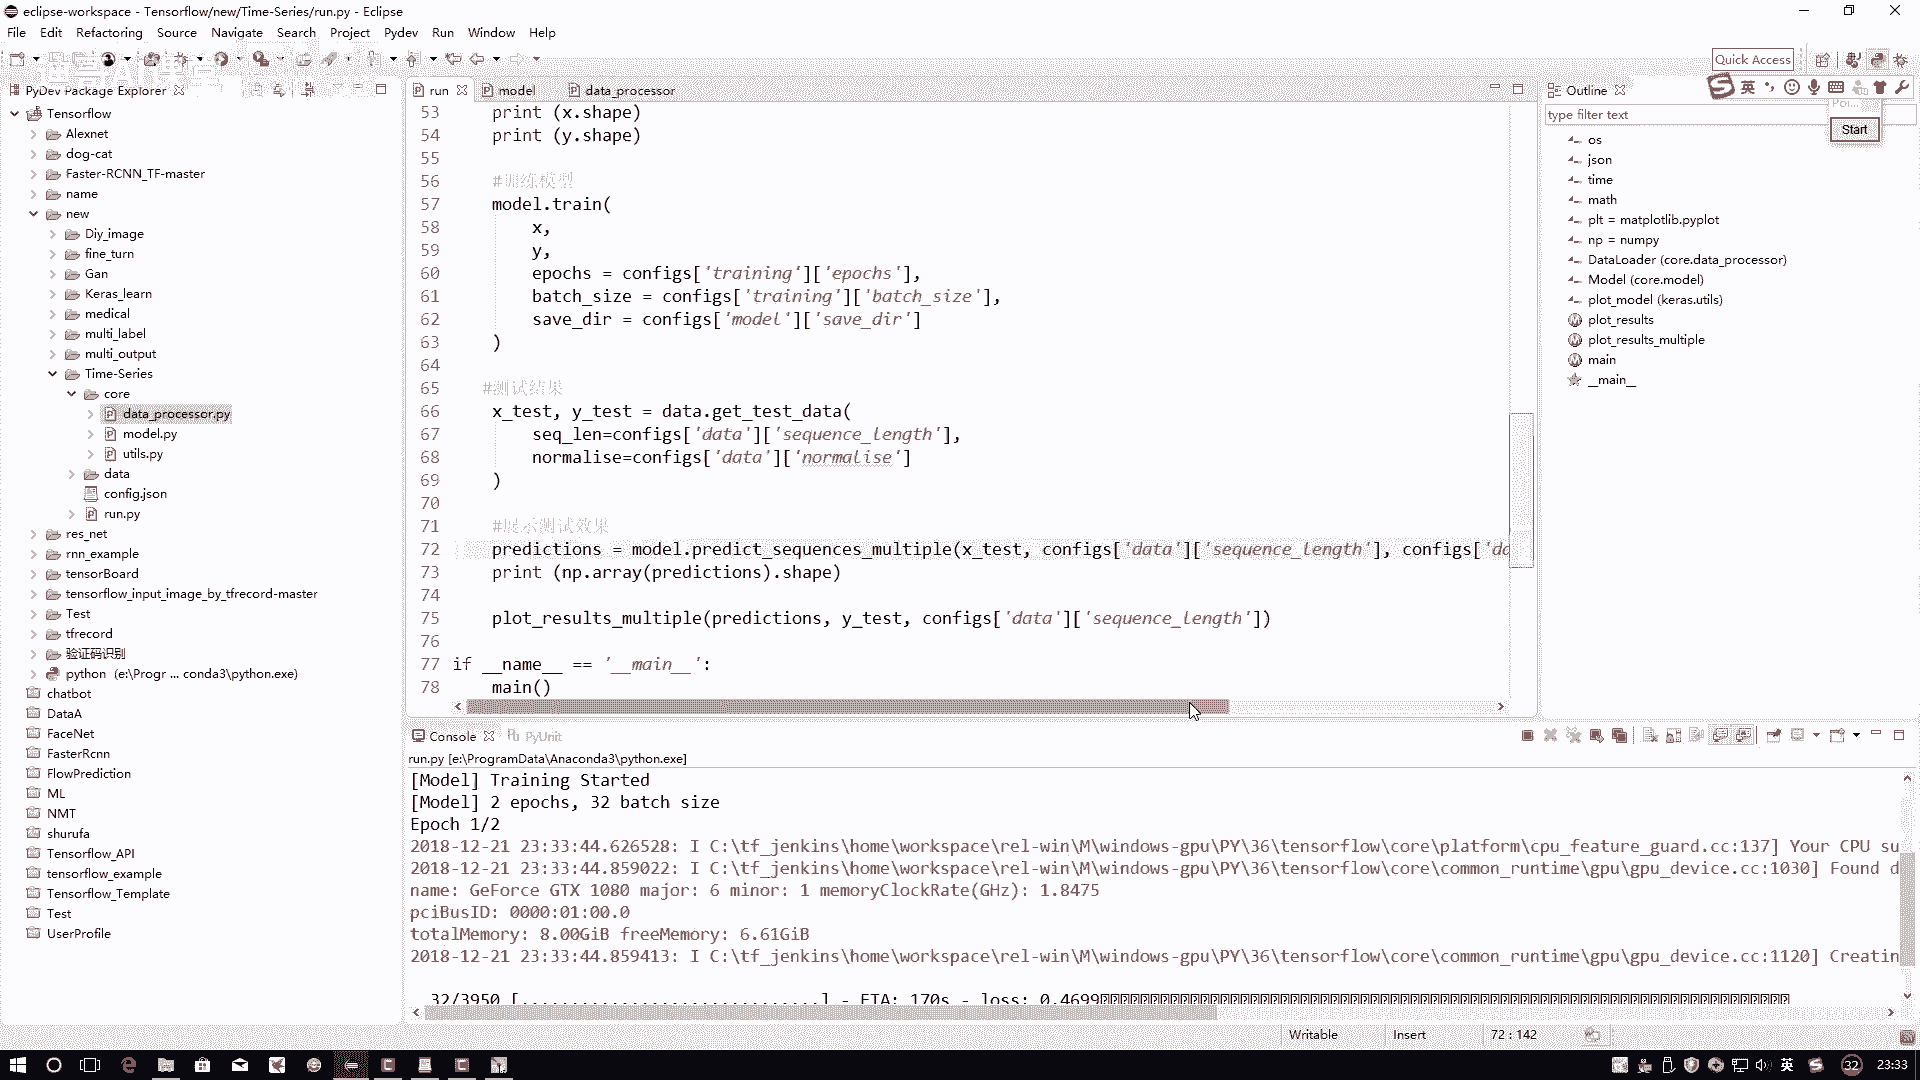 eclipse-workspace - Tensorflow/new/Time-Series/run.py - Eclipse
File Edit Refactoring Source Navigate Search Project Pydev Run Window Help
Quick Access
PyDev Package Explorer
run model data_processor
Outline
英
type filter text
Start
Tensorflow
Alexnet
dog-cat
Faster-RCNN_TF-master
name
new
Diy_image
fine_turn
Gan
Keras_learn
medical
multi_label
multi_output
Time-Series
core
data_processor.py
model.py
utils.py
data
config.json
run.py
res_net
rnn_example
tensorBoard
tensorflow_input_image_by_tfrecord-master
Test
tfrecord
验证码识别
python (e:\Progr ... conda3\python.exe)
chatbot
DataA
FaceNet
FasterRcnn
FlowPrediction
ML
NMT
shurufa
Tensorflow_API
tensorflow_example
Tensorflow_Template
Test
UserProfile
53 print (x.shape)
54 print (y.shape)
55
56 #训练模型
57 model.train(
58 x,
59 y,
60 epochs = configs['training']['epochs'],
61 batch_size = configs['training']['batch_size'],
62 save_dir = configs['model']['save_dir']
63 )
64
65 #测试结果
66 x_test, y_test = data.get_test_data(
67 seq_len=configs['data']['sequence_length'],
68 normalise=configs['data']['normalise']
69 )
70
71 #展示测试效果
72 predictions = model.predict_sequences_multiple(x_test, configs['data']['sequence_length'], configs['da
73 print (np.array(predictions).shape)
74
75 plot_results_multiple(predictions, y_test, configs['data']['sequence_length'])
76
77 if __name__ == '__main__':
78 main()
os
json
time
math
plt = matplotlib.pyplot
np = numpy
DataLoader (core.data_processor)
Model (core.model)
plot_model (keras.utils)
plot_results
plot_results_multiple
main
__main__
Console PyUnit
run.py [e:\ProgramData\Anaconda3\python.exe]
[Model] Training Started
[Model] 2 epochs, 32 batch size
Epoch 1/2
2018-12-21 23:33:44.626528: I C:\tf_jenkins\home\workspace\rel-win\M\windows-gpu\PY\36\tensorflow\core\platform\cpu_feature_guard.cc:137] Your CPU su
2018-12-21 23:33:44.859022: I C:\tf_jenkins\home\workspace\rel-win\M\windows-gpu\PY\36\tensorflow\core\common_runtime\gpu\gpu_device.cc:1030] Found d
name: GeForce GTX 1080 major: 6 minor: 1 memoryClockRate(GHz): 1.8475
pciBusID: 0000:01:00.0
totalMemory: 8.00GiB freeMemory: 6.61GiB
2018-12-21 23:33:44.859413: I C:\tf_jenkins\home\workspace\rel-win\M\windows-gpu\PY\36\tensorflow\core\common_runtime\gpu\gpu_device.cc:1120] Creatin
32/3950 [..............................] - ETA: 170s - loss: 0.4699
Writable Insert 72 : 142
英 32 23:33